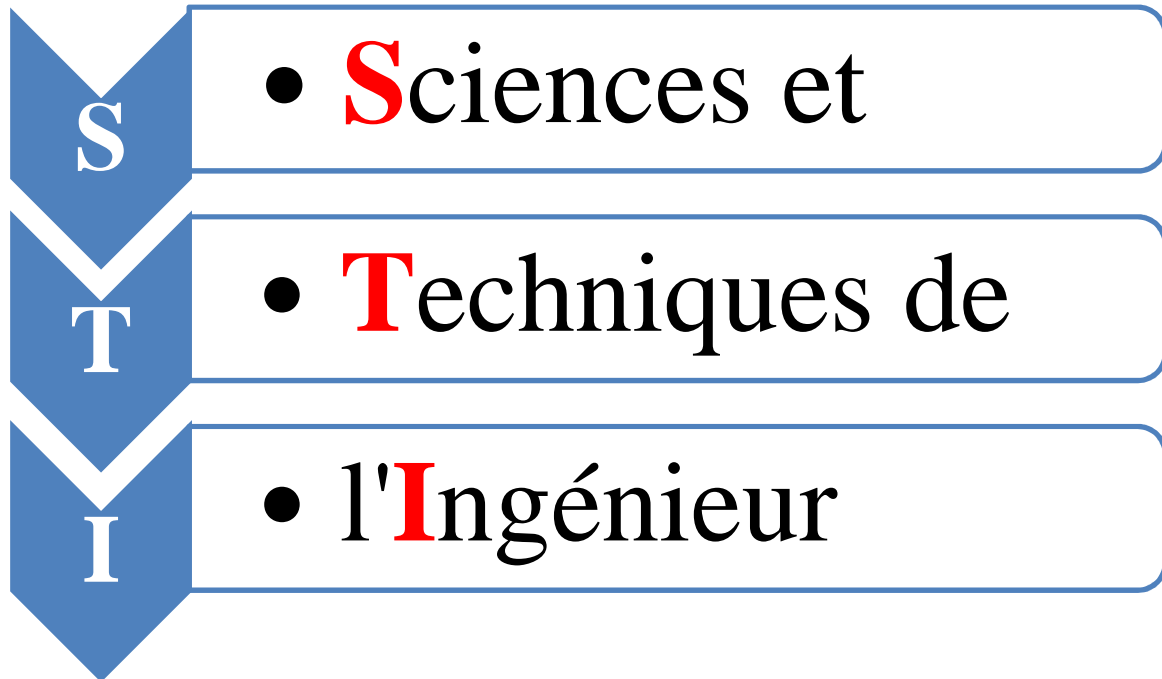 S
• Sciences et
T
• Techniques de
I
• l'Ingénieur